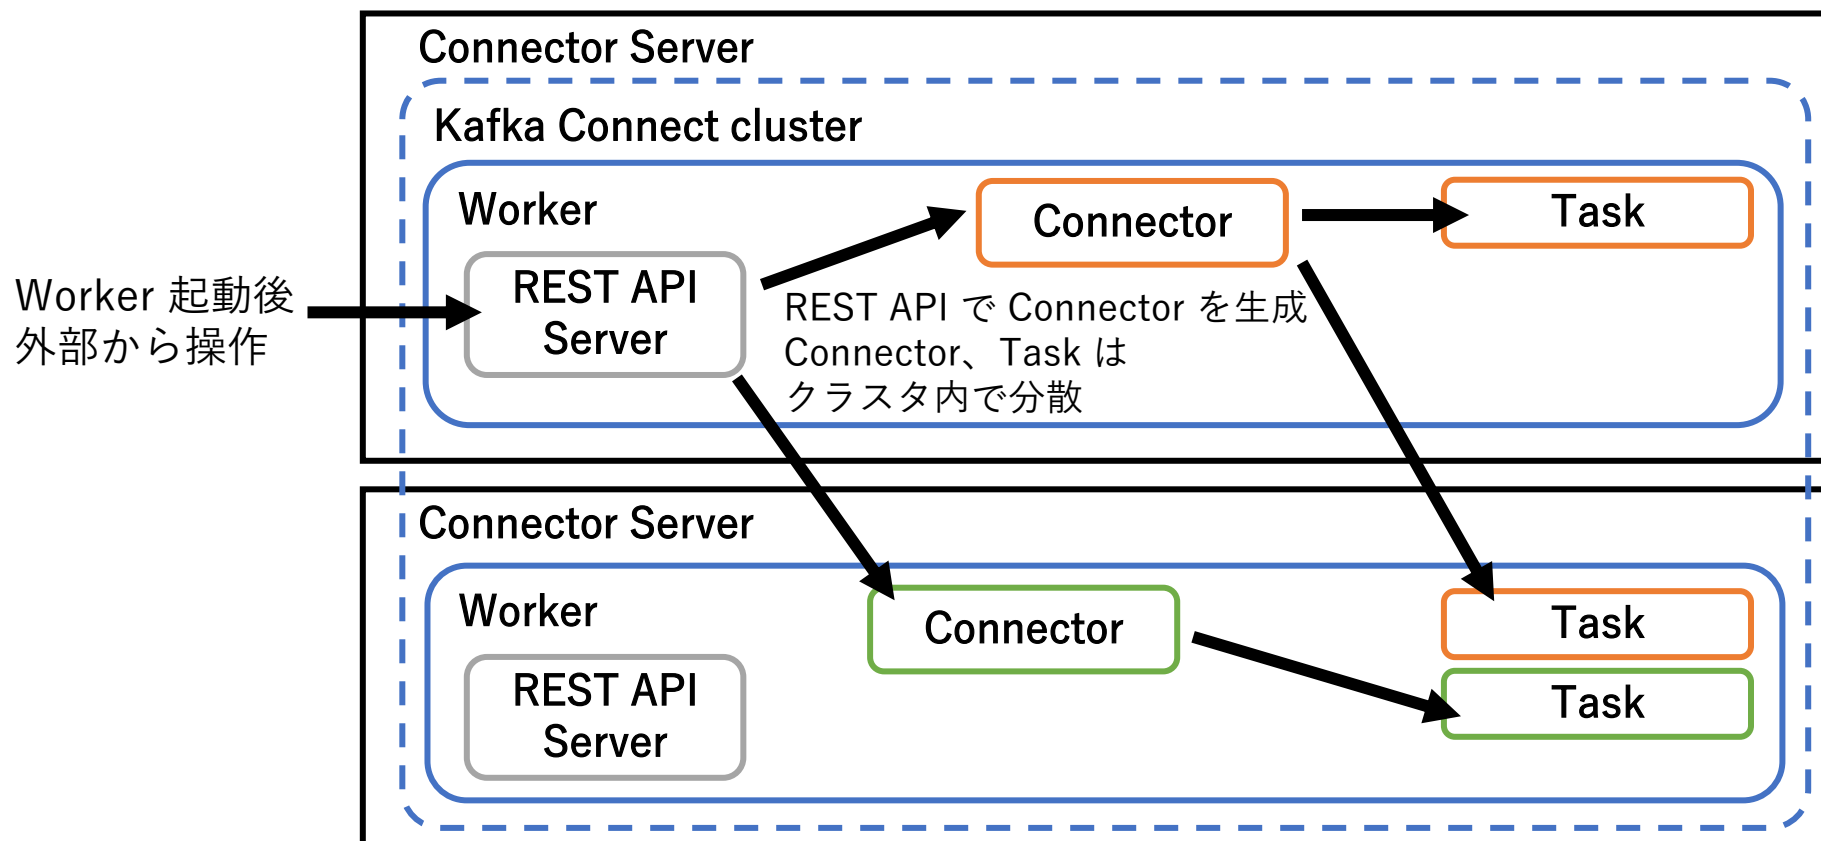 Connector Server
Kafka Connect cluster
Worker
Connector
Task
REST API
Server
Worker 起動後
外部から操作
REST API で Connector を生成
Connector、Task は
クラスタ内で分散
Connector Server
Worker
Connector
Task
REST API
Server
Task